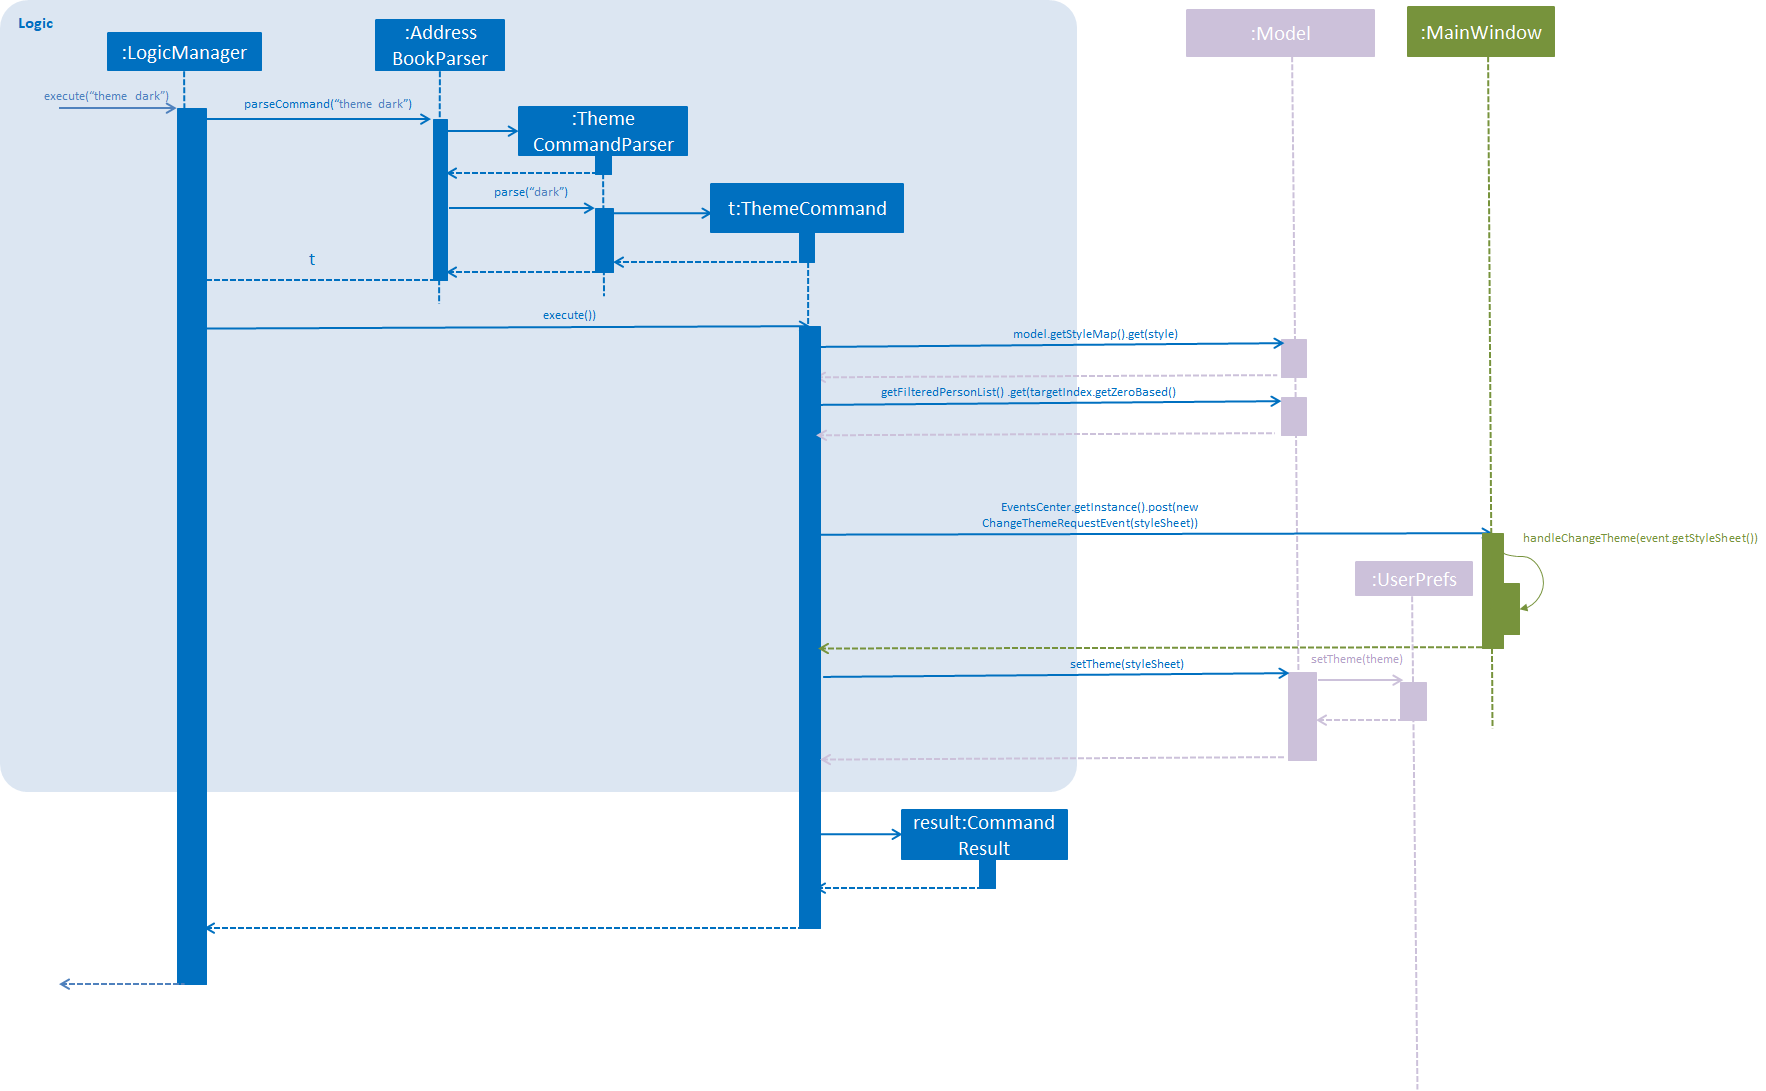 Logic
:LogicManager
:Address
BookParser
:Model
:MainWindow
execute(“theme dark”)
parseCommand(“theme dark”)
:Theme
CommandParser
parse(“dark”)
t:ThemeCommand
t
execute())
model.getStyleMap().get(style)
getFilteredPersonList() .get(targetIndex.getZeroBased()
EventsCenter.getInstance().post(new
ChangeThemeRequestEvent(styleSheet))
handleChangeTheme(event.getStyleSheet())
:UserPrefs
setTheme(styleSheet)
setTheme(theme)
result:Command
Result